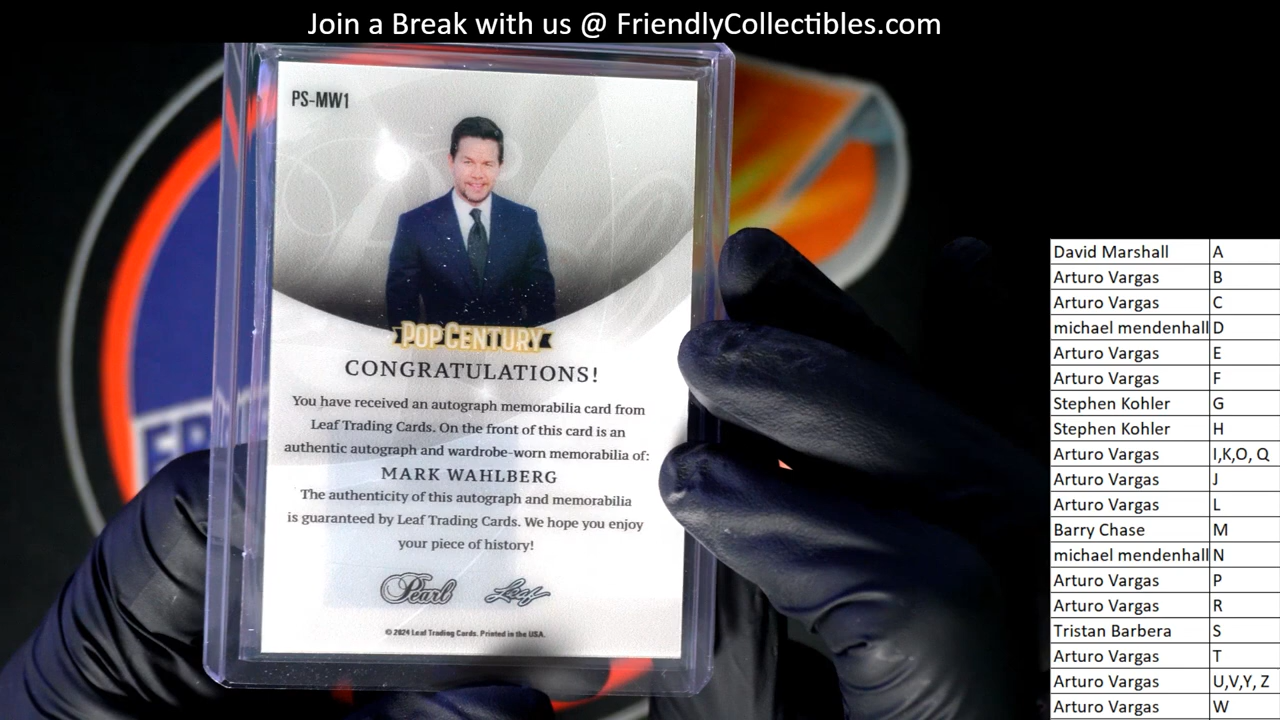 Join a Break with us @ FriendlyCollectibles.com
PS-MW1
POP CENTURY
CONGRATULATIONS!
You have received an autograph memorabilia card from
Leaf Trading Cards. On the front of this card is an
authentic autograph and wardrobe-worn memorabilia of:
MARK WAHLBERG
The authenticity of this autograph and memorabilia
is guaranteed by Leaf Trading Cards. We hope you enjoy
your piece of history!
Pearl Leaf
© 2024 Leaf Trading Cards. Printed in the USA.
David Marshall A
Arturo Vargas B
Arturo Vargas C
michael mendenhall D
Arturo Vargas E
Arturo Vargas F
Stephen Kohler G
Stephen Kohler H
Arturo Vargas I,K,O, Q
Arturo Vargas J
Arturo Vargas L
Barry Chase M
michael mendenhall N
Arturo Vargas P
Arturo Vargas R
Tristan Barbera S
Arturo Vargas T
Arturo Vargas U,V,Y, Z
Arturo Vargas W